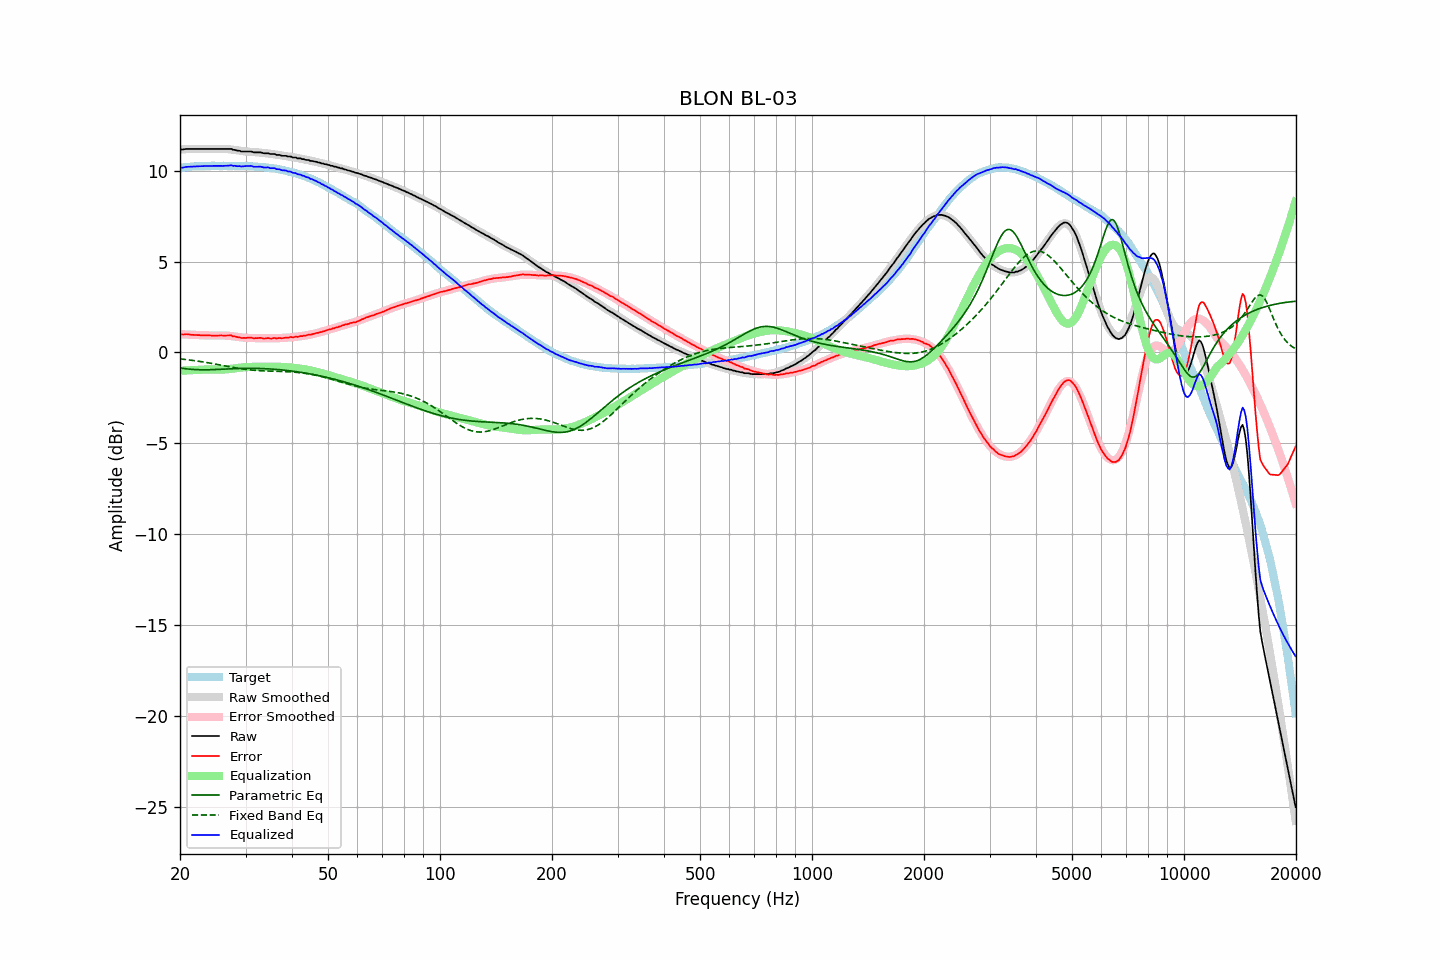 BLON BL-03
10
5
0
−5
−10
−15
−20
−25
Amplitude (dBr)
Target
Raw Smoothed
Error Smoothed
Raw
Error
Equalization
Parametric Eq
Fixed Band Eq
Equalized
20 50 100 200 500 1000 2000 5000 10000 20000
Frequency (Hz)